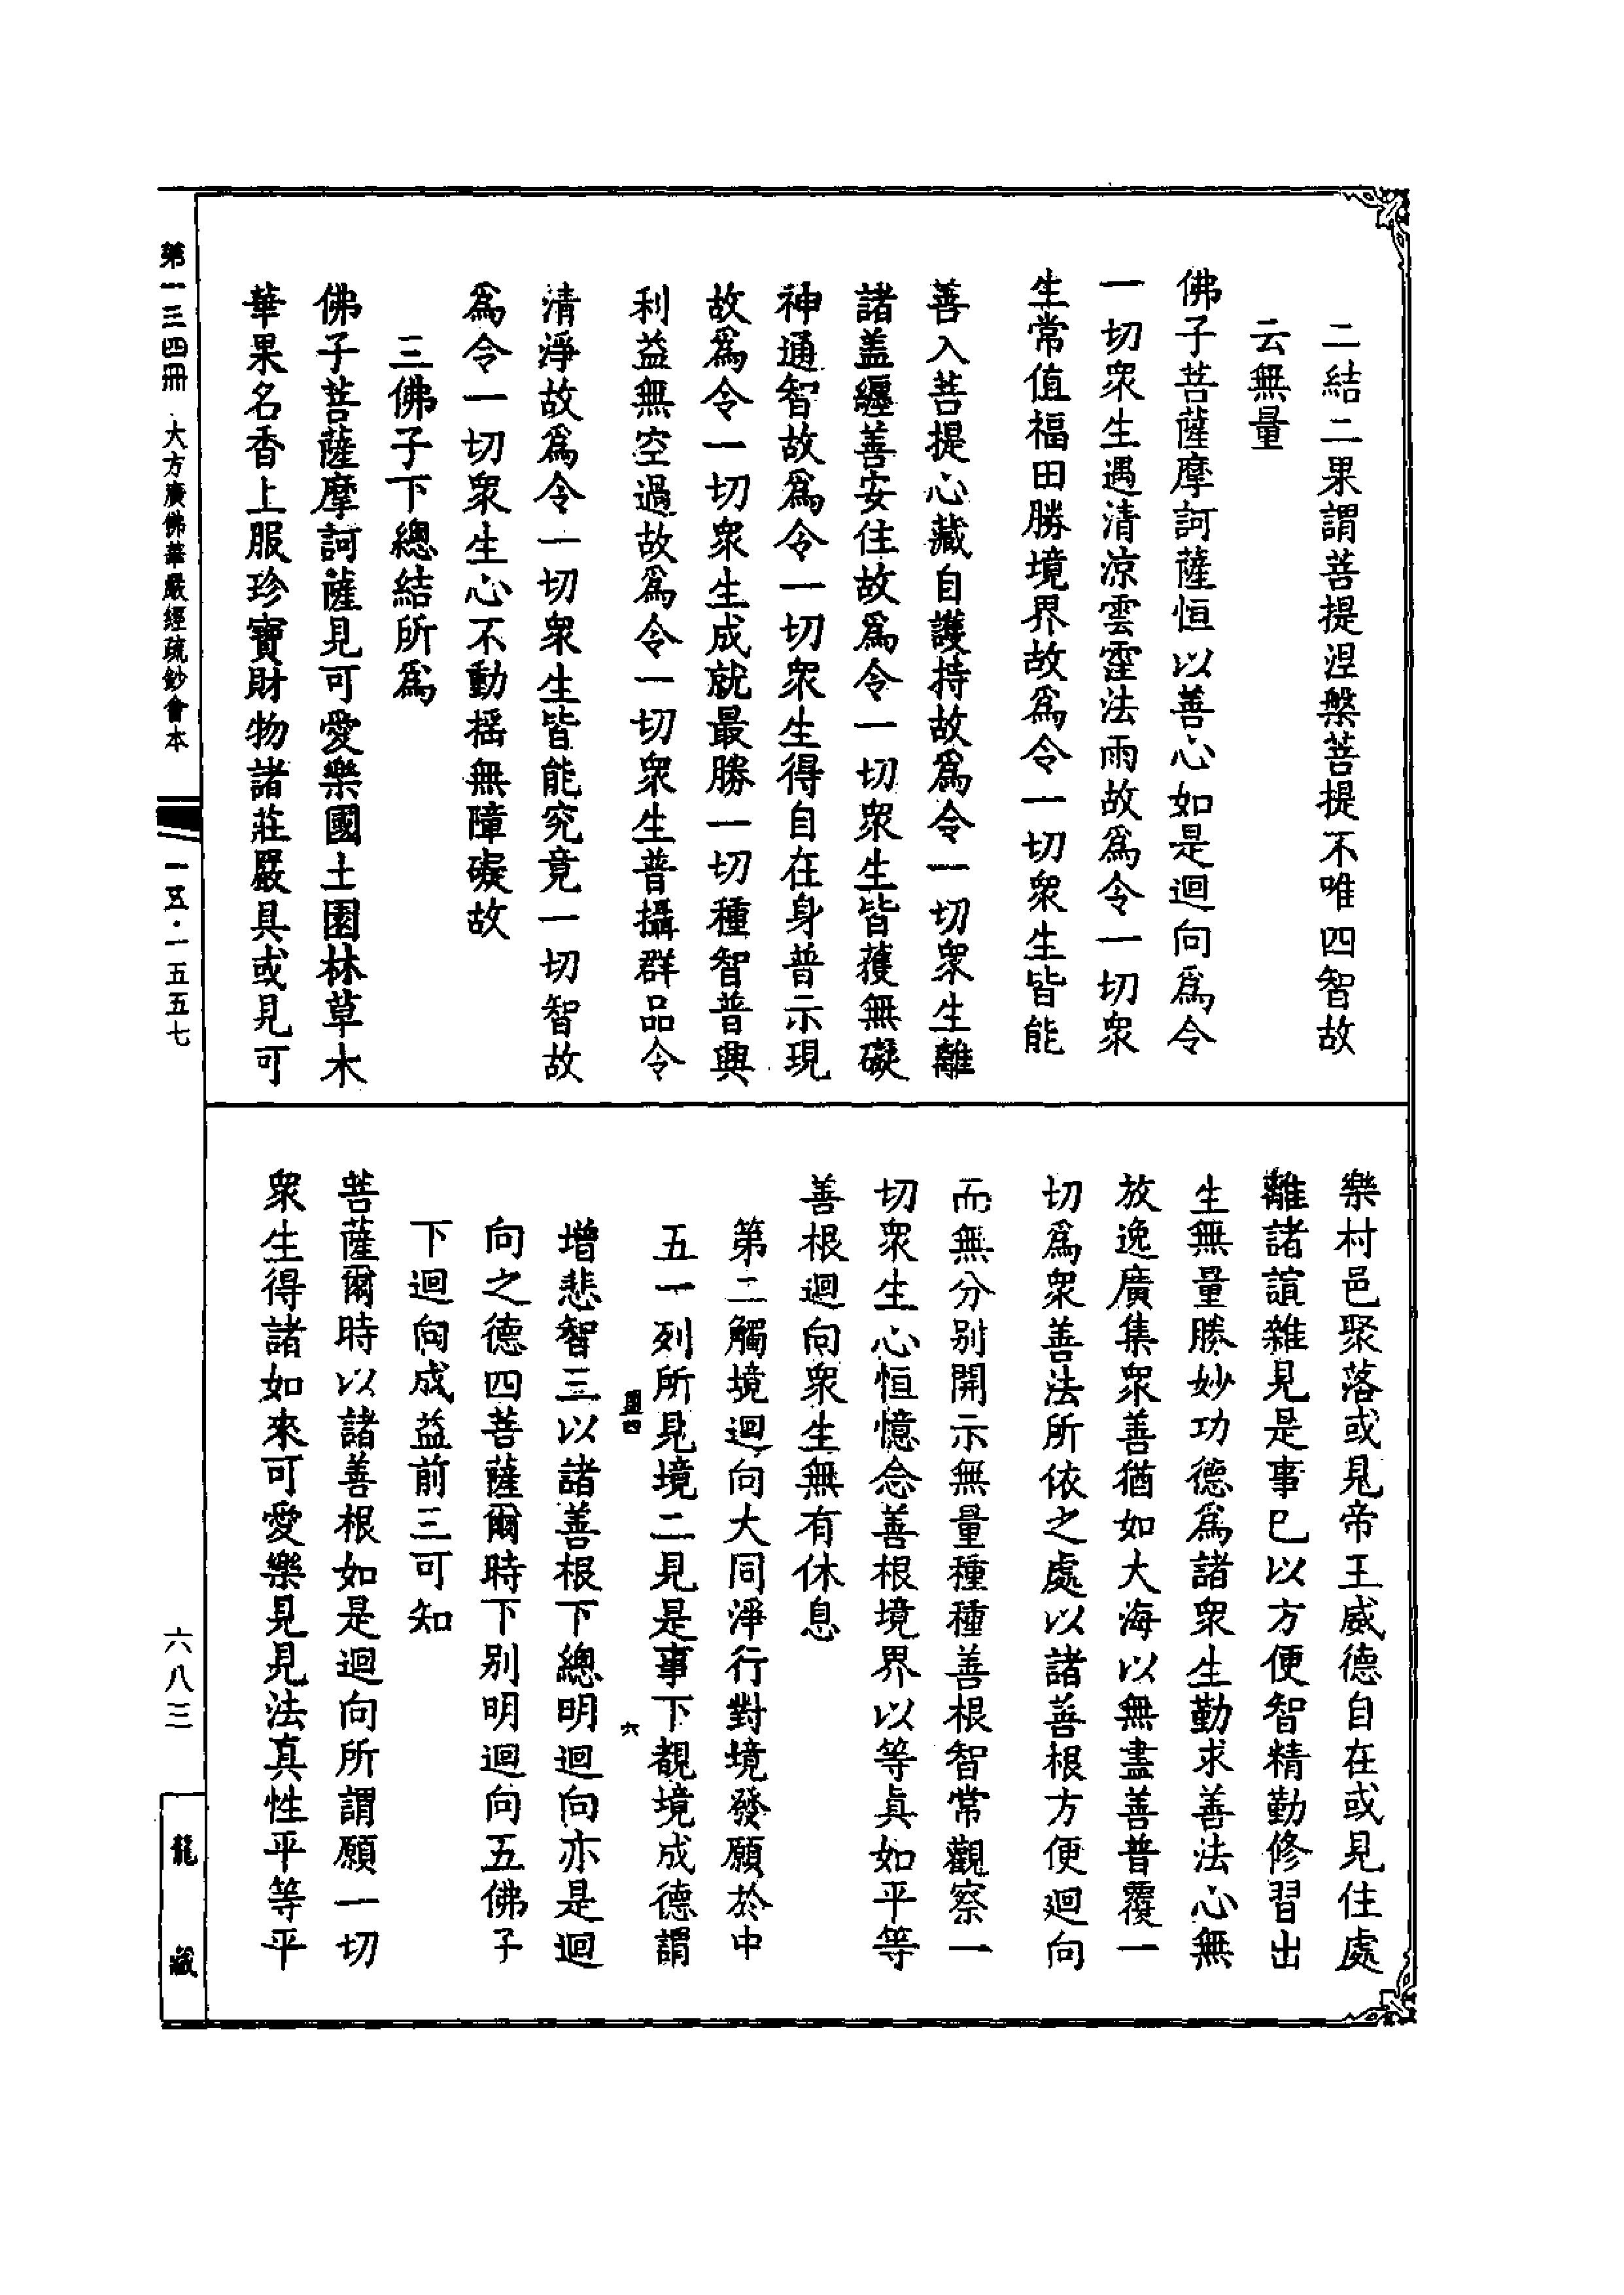 二結二果謂菩提涅槃菩提不唯四智故
云無量
佛子菩薩摩訶薩恒以善心如是迴向爲令
一切衆生遇清凉雲霔法雨故爲令一切衆
生常值福田勝境界故爲令一切衆生皆能
善入菩提心藏自護持故爲令一切衆生離
諸盖纏善安住故爲令一切衆生皆獲無礙
神通智故爲令一切衆生得自在身普示現
故爲令一切衆生成就最勝一切種智普興
利益無空過故爲令一切衆生普攝群品令
清淨故爲令一切衆生皆能究竟一切智故
爲令一切衆生心不動揺無障礙故
三佛子下總結所爲
佛子菩薩摩訶薩見可愛樂國土園林草木
華果名香上服珍寶財物諸莊嚴具或見可
樂村邑聚落或見帝王威德自在或見住處
離諸諠雜見是事已以方便智精勤修習出
生無量勝妙功德爲諸衆生勤求善法心無
放逸廣集衆善猶如大海以無盡善普覆一
切爲衆善法所依之處以諸善根方便迴向
而無分别開示無量種種善根智常觀察一
切衆生心恒憶念善根境界以等眞如平等
善根迴向衆生無有休息
第二觸境迴向大同淨行對境發願於中
五一列所見境二見是事下覩境成德謂
六
增悲智三以諸善根下總明迴向亦是迴
向之德四菩薩爾時下别明迴向五佛子
下迴向成益前三可知
菩薩爾時以諸善根如是迴向所謂願一切
衆生得諸如來可愛樂見見法真性平等平
第一三四冊 大方廣佛華嚴經疏鈔會本
一五·一五五七
六八三
龍藏